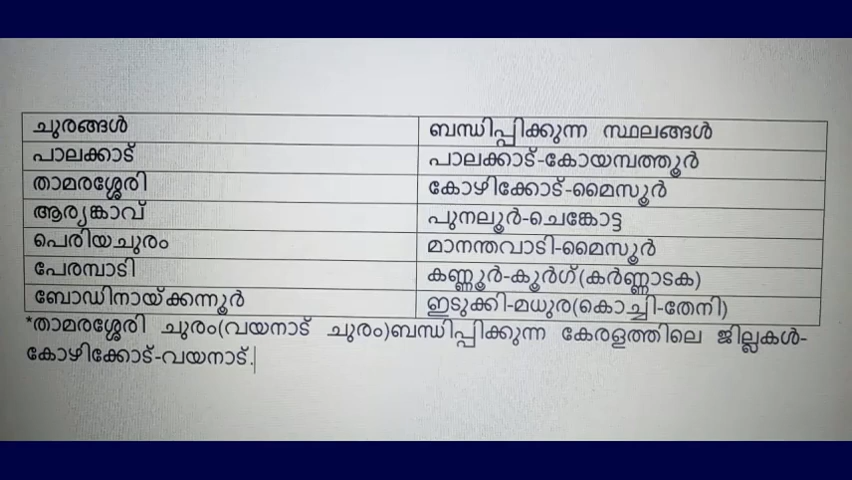 ചുരങ്ങൾ ബന്ധിപ്പിക്കുന്ന സ്ഥലങ്ങൾ
പാലക്കാട് പാലക്കാട്-കോയമ്പത്തൂർ
താമരശ്ശേരി കോഴിക്കോട്-മൈസൂർ
ആര്യങ്കാവ് പുനലൂർ-ചെങ്കോട്ട
പെരിയചുരം മാനന്തവാടി-മൈസൂർ
പേരമ്പാടി കണ്ണൂർ-കൂർഗ്(കർണ്ണാടക)
ബോഡിനായ്ക്കന്നൂർ ഇടുക്കി-മധുര(കൊച്ചി-തേനി)
*താമരശ്ശേരി ചുരം(വയനാട് ചുരം)ബന്ധിപ്പിക്കുന്ന കേരളത്തിലെ ജില്ലകൾ-
കോഴിക്കോട്-വയനാട്.